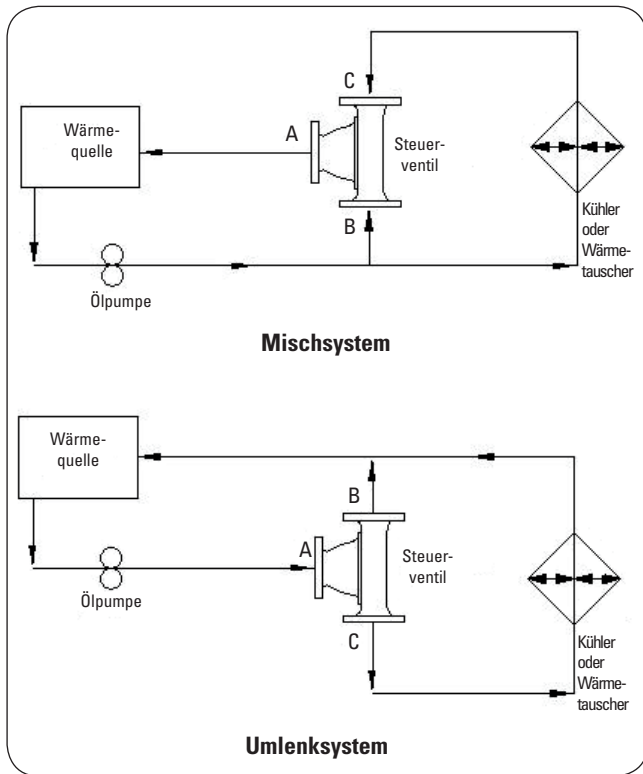 C
Wärme-
quelle
A
Steuer-
ventil
B
Kühler
oder
Wärme-
tauscher
Ölpumpe
Mischsystem
Wärme-
quelle
B
A
Steuer-
ventil
Ölpumpe
C
Kühler
oder
Wärme-
tauscher
Umlenksystem